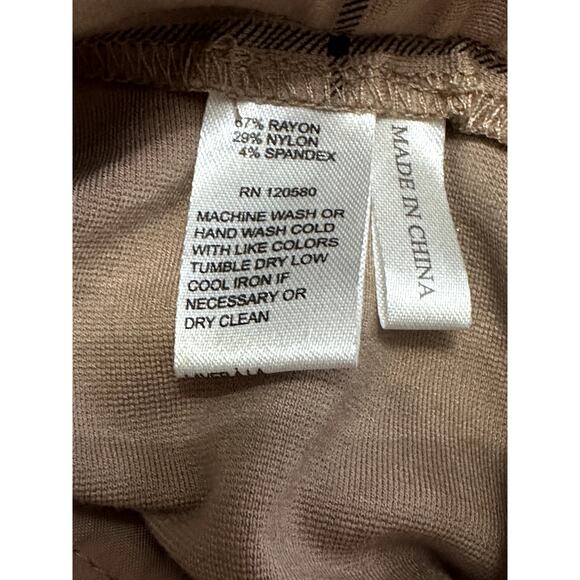 67% RAYON
29% NYLON
4% SPANDEX
RN 120580
MACHINE WASH OR
HAND WASH COLD
WITH LIKE COLORS
TUMBLE DRY LOW
COOL IRON IF
NECESSARY OR
DRY CLEAN
MADE IN CHINA